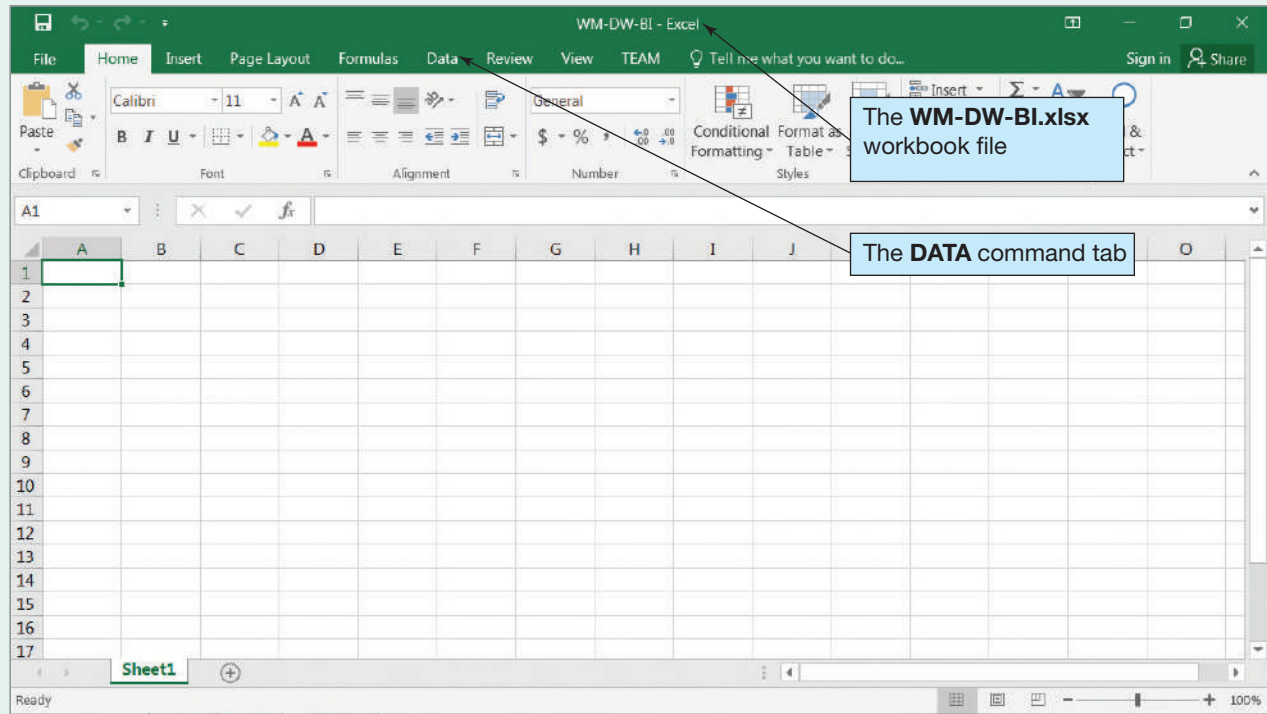 WM-DW-BI - Excel
File Home Insert Page Layout Formulas Data Review View TEAM Tell me what you want to do... Sign in Share
Calibri 11 A A General Insert Σ A
Paste B I U A $ % , Conditional Format as &
Formatting Table
Clipboard Font Alignment Number Styles
The WM-DW-BI.xlsx
workbook file
A1 fx
The DATA command tab
A B C D E F G H I J O
1
2
3
4
5
6
7
8
9
10
11
12
13
14
15
16
17
Sheet1
Ready 100%